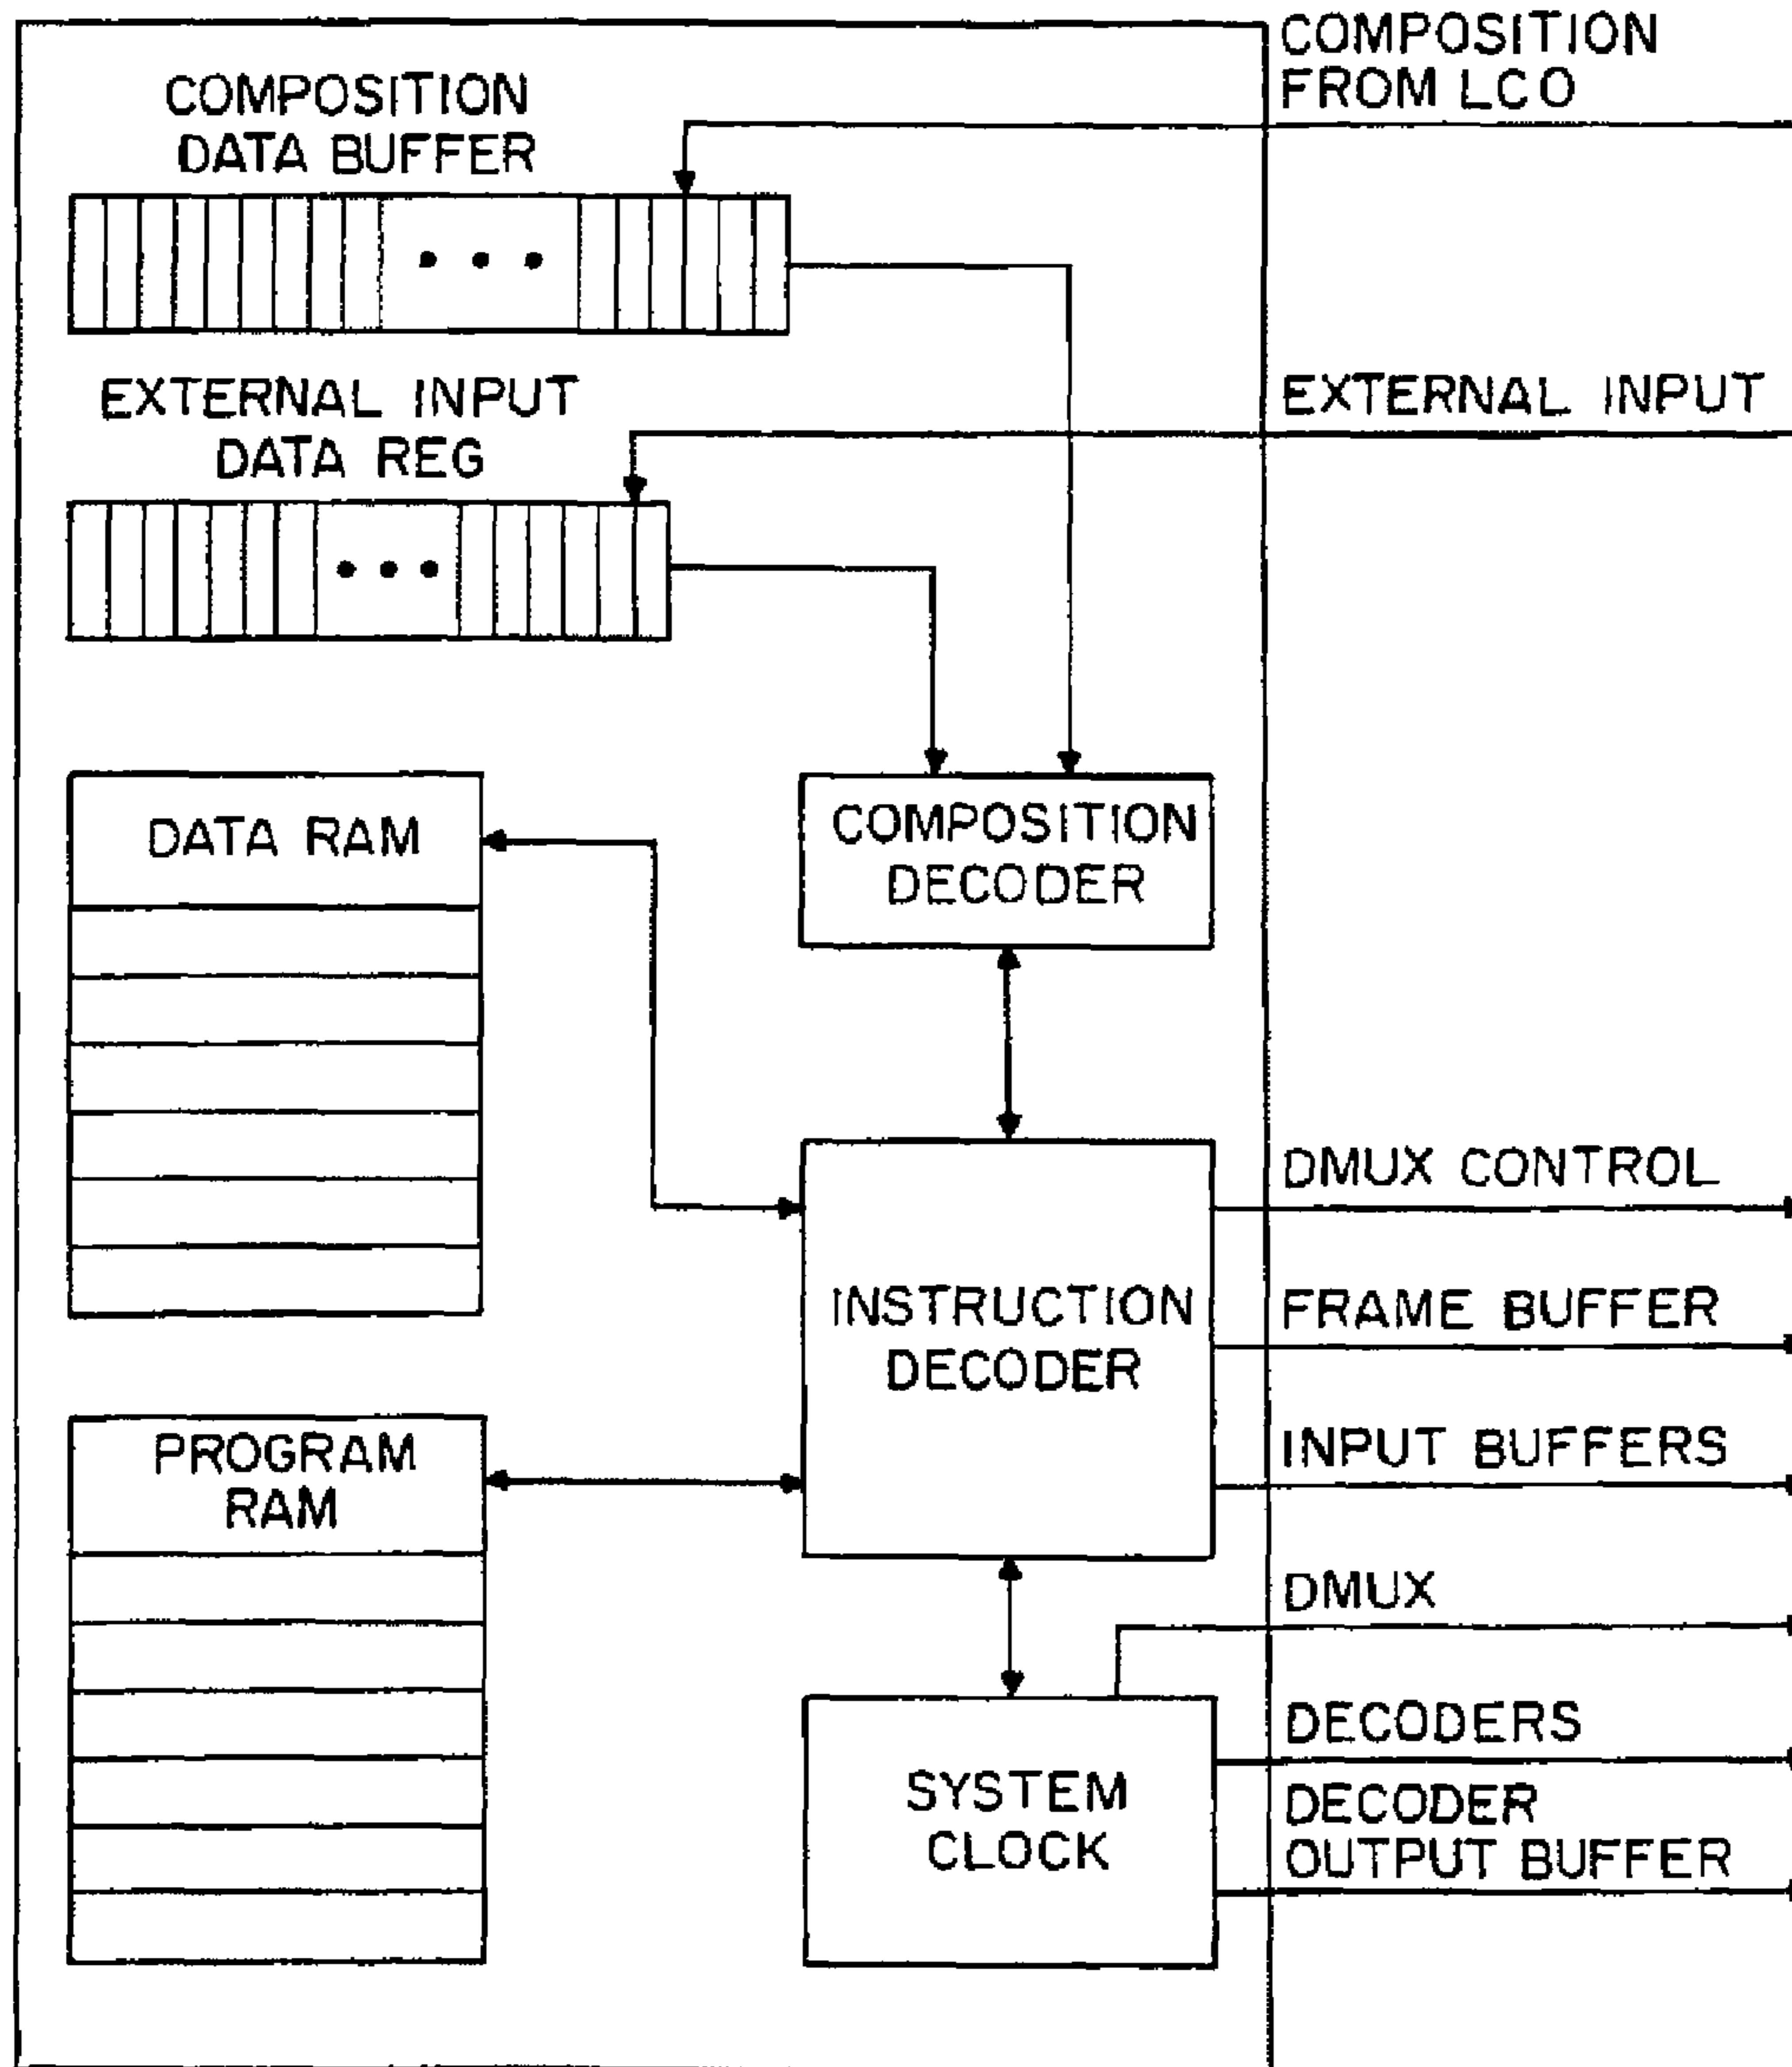 COMPOSITION
FROM LCO
COMPOSITION
DATA BUFFER
EXTERNAL INPUT
EXTERNAL INPUT
DATA REG
DATA RAM
COMPOSITION
DECODER
DMUX CONTROL
INSTRUCTION
DECODER
FRAME BUFFER
INPUT BUFFERS
PROGRAM
RAM
DMUX
DECODERS
SYSTEM
CLOCK
DECODER
OUTPUT BUFFER